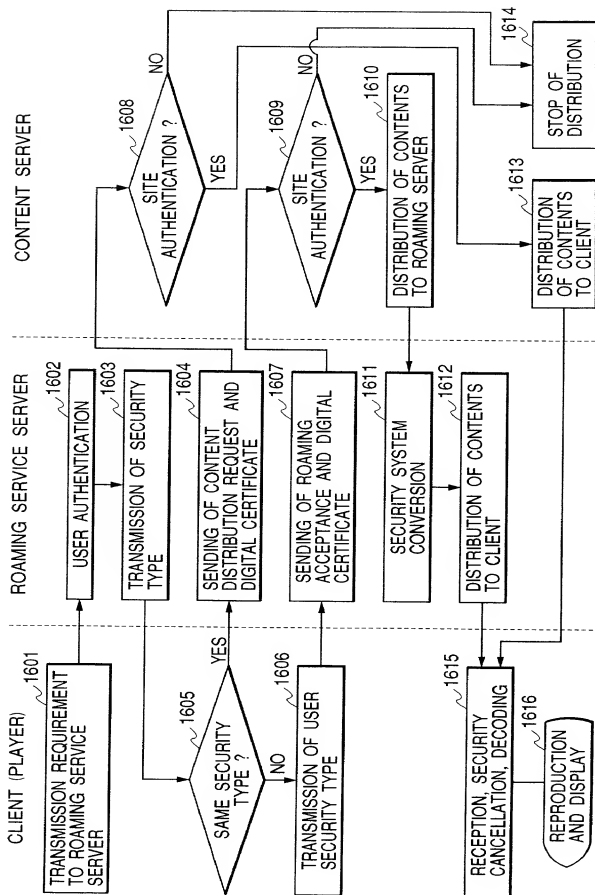 CLIENT (PLAYER)
1601
TRANSMISSION REQUIREMENT
TO ROAMING SERVICE
SERVER
1605
SAME SECURITY
TYPE ?
YES
NO
1606
TRANSMISSION OF USER
SECURITY TYPE
1615
RECEPTION, SECURITY
CANCELLATION, DECODING
1616
REPRODUCTION
AND DISPLAY
ROAMING SERVICE SERVER
1602
USER AUTHENTICATION
1603
TRANSMISSION OF SECURITY
TYPE
1604
SENDING OF CONTENT
DISTRIBUTION REQUEST AND
DIGITAL CERTIFICATE
1607
SENDING OF ROAMING
ACCEPTANCE AND DIGITAL
CERTIFICATE
1611
SECURITY SYSTEM
CONVERSION
1612
DISTRIBUTION OF CONTENTS
TO CLIENT
CONTENT SERVER
1608
SITE
AUTHENTICATION ?
NO
YES
1609
SITE
AUTHENTICATION ?
NO
YES
1610
DISTRIBUTION OF CONTENTS
TO ROAMING SERVER
1613
DISTRIBUTION
OF CONTENTS
TO CLIENT
1614
STOP OF
DISTRIBUTION